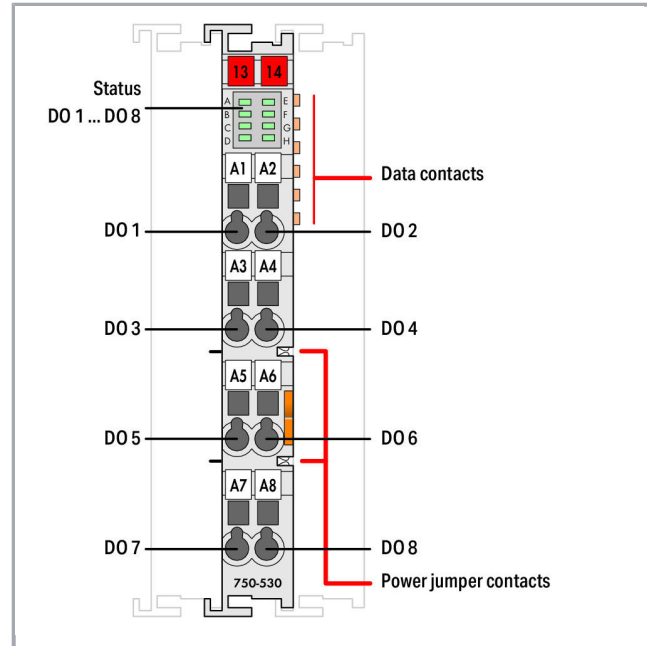 13 14
Status
DO 1 ... DO 8
A E
B F
C G
D H
A1 A2
Data contacts
DO 1 DO 2
A3 A4
DO 3 DO 4
A5 A6
DO 5 DO 6
A7 A8
DO 7 DO 8
750-530
Power jumper contacts